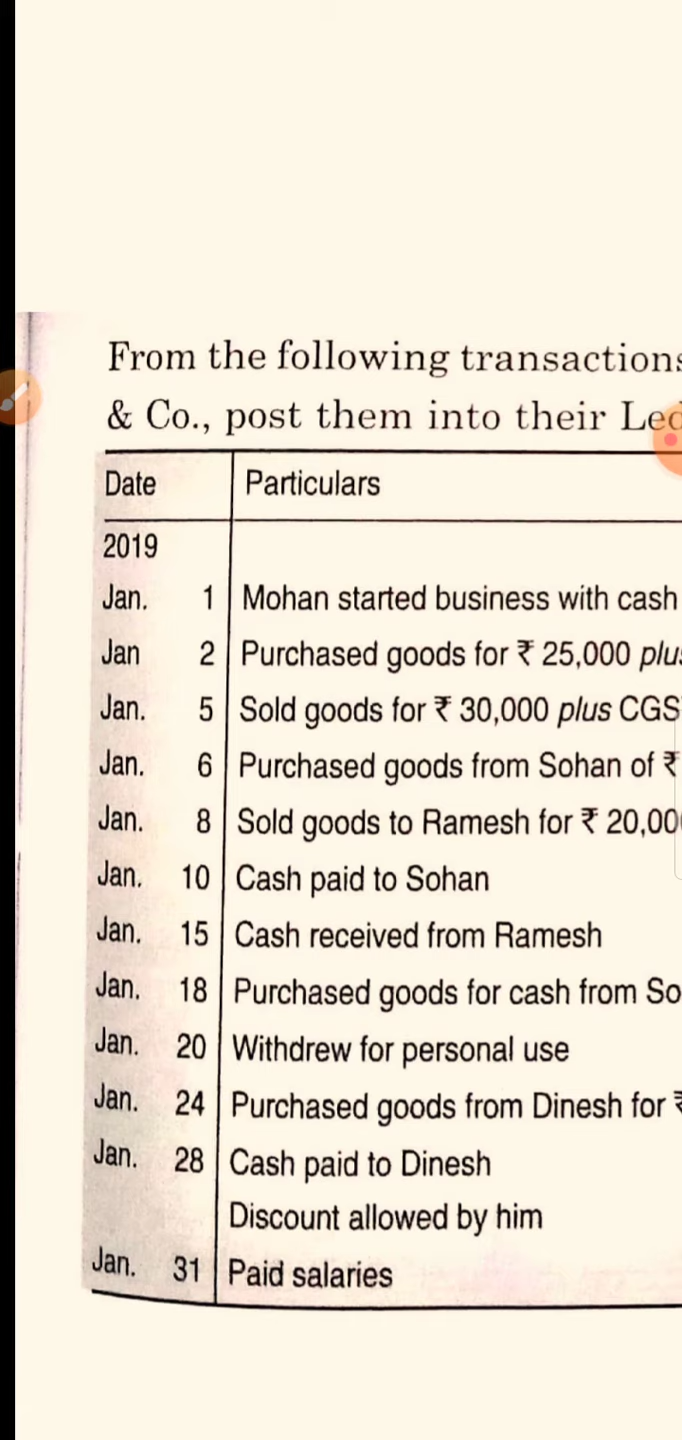 From the following transactions
& Co., post them into their Led
Date Particulars
2019
Jan. 1 Mohan started business with cash
Jan 2 Purchased goods for ₹ 25,000 plus
Jan. 5 Sold goods for ₹ 30,000 plus CGS
Jan. 6 Purchased goods from Sohan of ₹
Jan. 8 Sold goods to Ramesh for ₹ 20,00
Jan. 10 Cash paid to Sohan
Jan. 15 Cash received from Ramesh
Jan. 18 Purchased goods for cash from So
Jan. 20 Withdrew for personal use
Jan. 24 Purchased goods from Dinesh for ₹
Jan. 28 Cash paid to Dinesh
Discount allowed by him
Jan. 31 Paid salaries